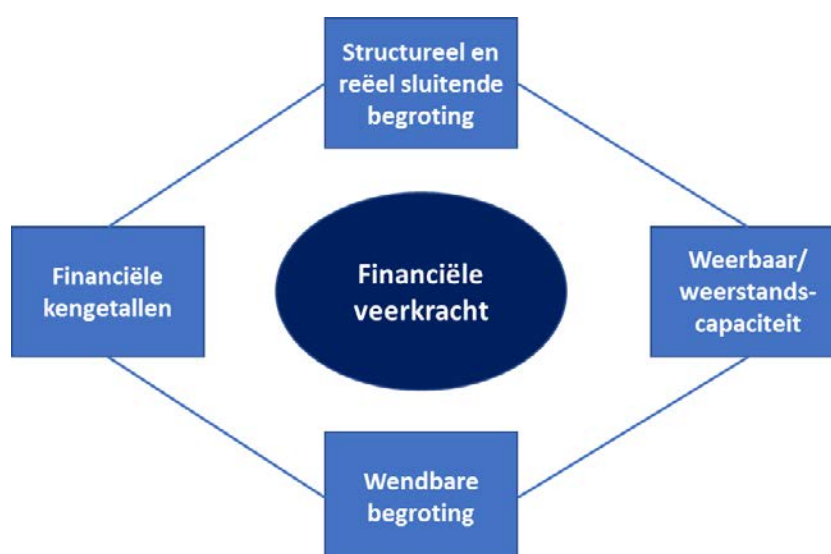 Structureel en
reëel sluitende
begroting
Financiële
kengetallen
Financiële
veerkracht
Weerbaar/
weerstands-
capaciteit
Wendbare
begroting